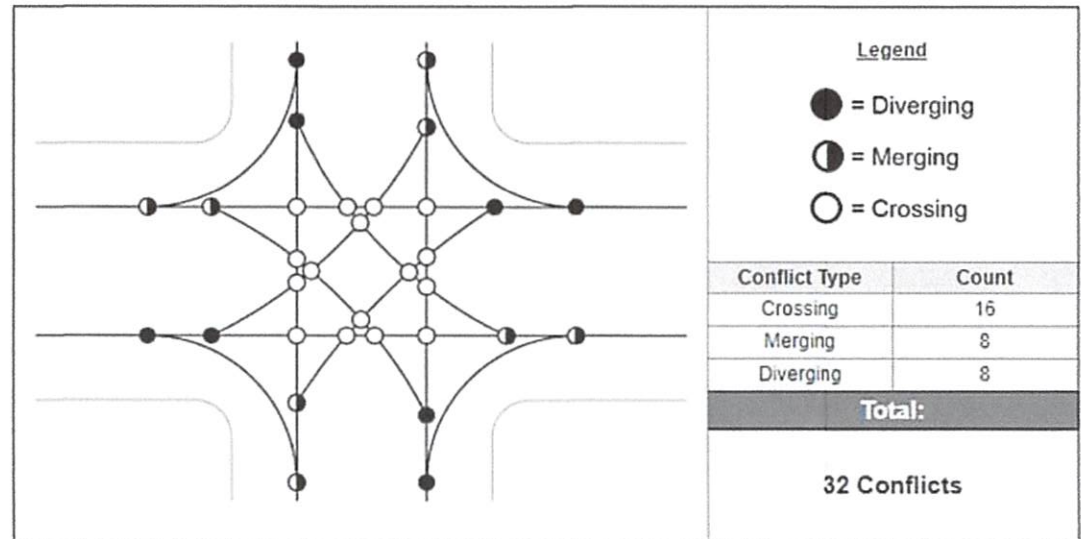 Legend
= Diverging
= Merging
= Crossing
Conflict Type Count
Crossing 16
Merging 8
Diverging 8
Total:
32 Conflicts